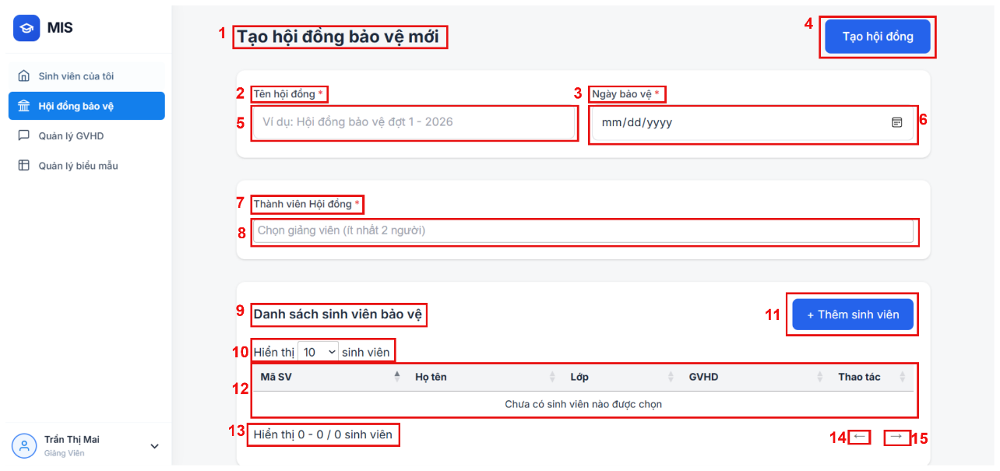 MIS
Sinh viên của tôi
Hội đồng bảo vệ
Quản lý GVHD
Quản lý biểu mẫu
Trần Thị Mai
Giảng Viên
1 Tạo hội đồng bảo vệ mới
4 Tạo hội đồng
2 Tên hội đồng *
3 Ngày bảo vệ *
5 Ví dụ: Hội đồng bảo vệ đợt 1 - 2026
mm/dd/yyyy 6
7 Thành viên Hội đồng *
8 Chọn giảng viên (ít nhất 2 người)
9 Danh sách sinh viên bảo vệ
11 + Thêm sinh viên
10 Hiển thị 10 sinh viên
12 Mã SV Họ tên Lớp GVHD Thao tác
Chưa có sinh viên nào được chọn
13 Hiển thị 0 - 0 / 0 sinh viên
14 ← → 15